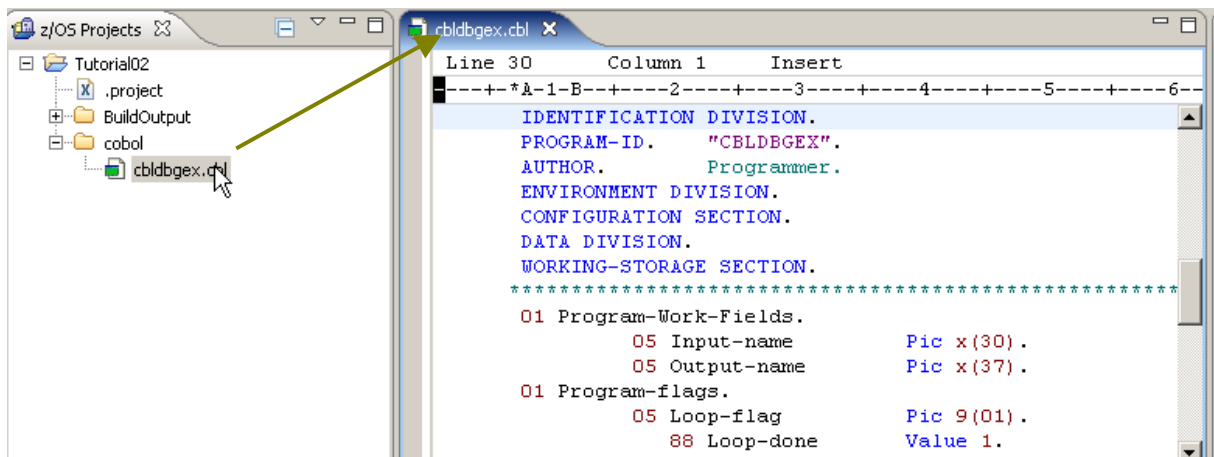 z/OS Projects
Tutorial02
.project
BuildOutput
cobol
cbldbgex.cbl
cbldbgex.cbl
Line 30 Column 1 Insert
----+-*A-1-B--+----2----+----3----+----4----+----5----+----6--
IDENTIFICATION DIVISION.
PROGRAM-ID. "CBLDBGEX".
AUTHOR. Programmer.
ENVIRONMENT DIVISION.
CONFIGURATION SECTION.
DATA DIVISION.
WORKING-STORAGE SECTION.
******************************************************
01 Program-Work-Fields.
05 Input-name Pic x(30).
05 Output-name Pic x(37).
01 Program-flags.
05 Loop-flag Pic 9(01).
88 Loop-done Value 1.